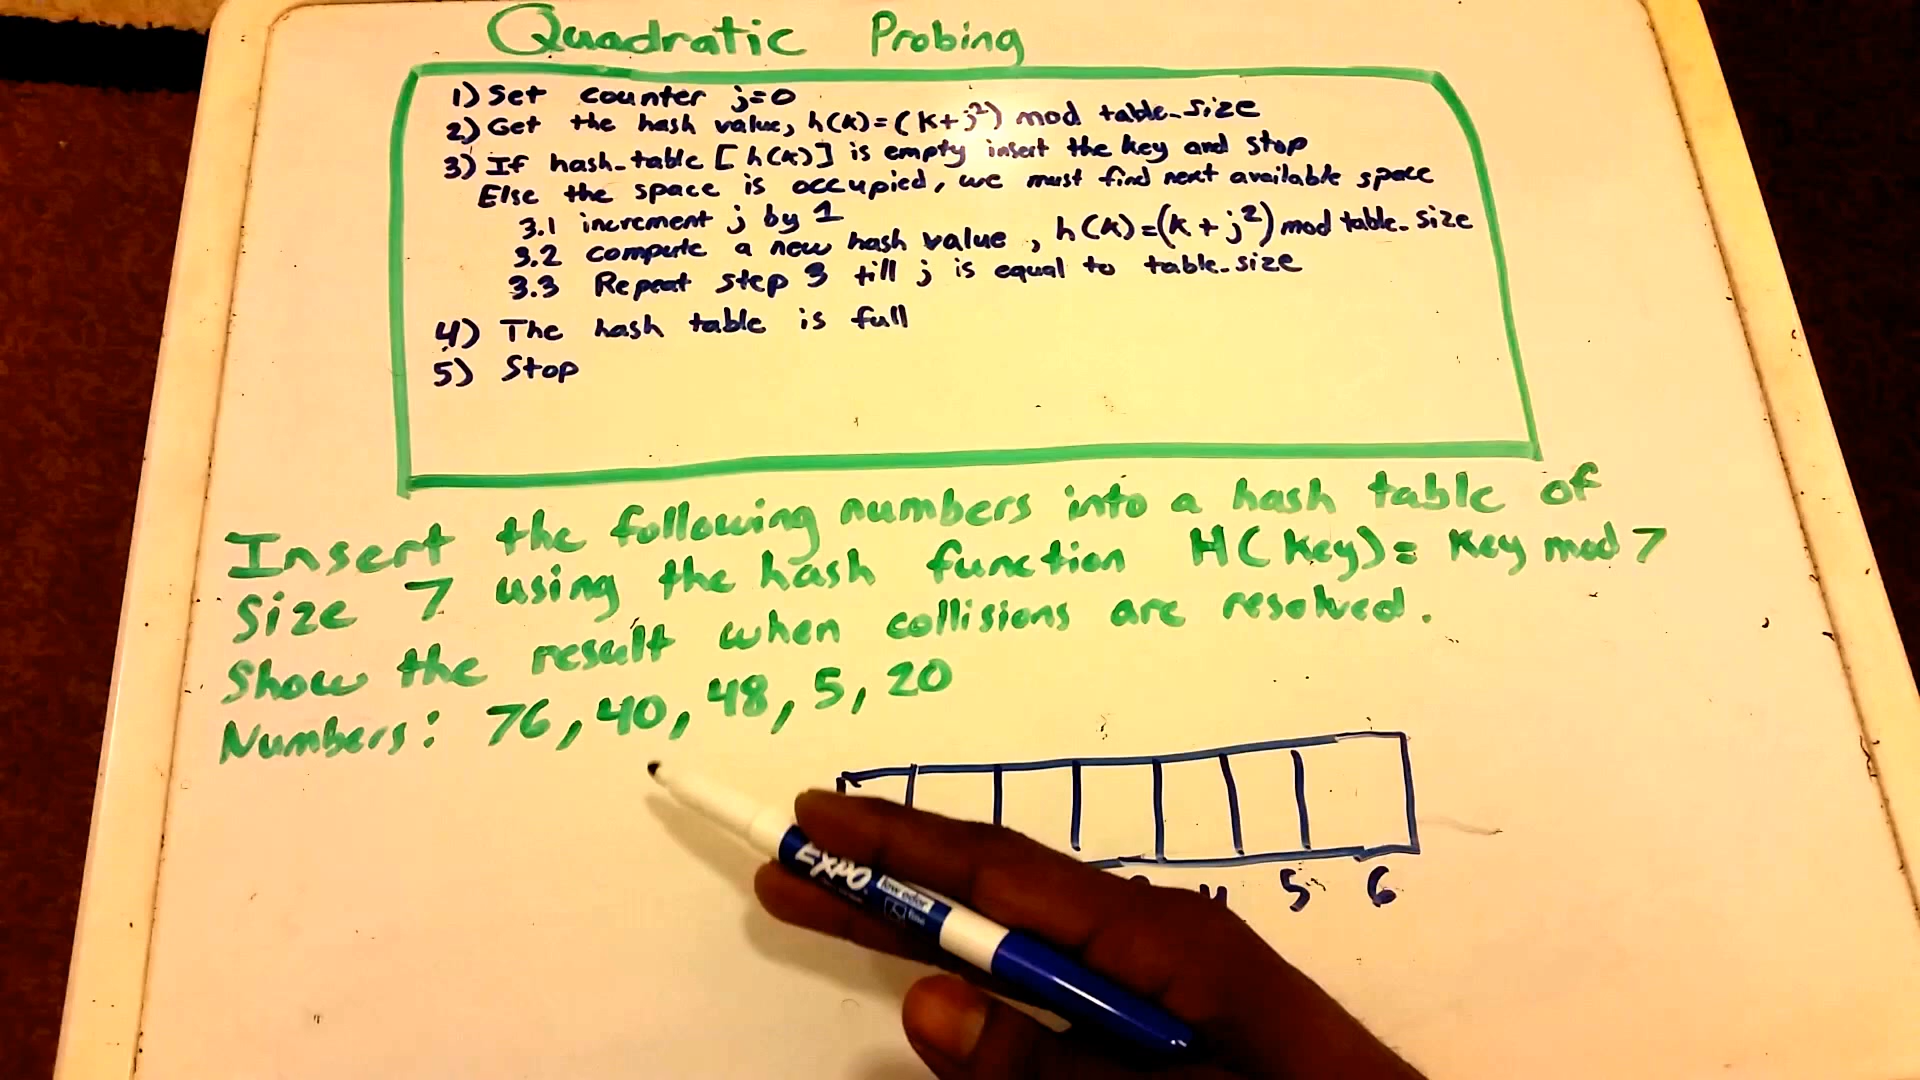 Quadratic Probing
1) Set counter j=0
2) Get the hash value, h(k)=(k+j²) mod table_size
3) If hash_table [h(k)] is empty insert the key and stop
Else the space is occupied, we must find next available space
3.1 increment j by 1
3.2 compute a new hash value, h(k)=(k+j²) mod table_size
3.3 Repeat step 3 till j is equal to table_size
4) The hash table is full
5) Stop
Insert the following numbers into a hash table of
Size 7 using the hash function H(Key)= Key mod 7
Show the result when collisions are resolved.
Numbers: 76, 40, 48, 5, 20
5 6
EXPO
low odor
fine